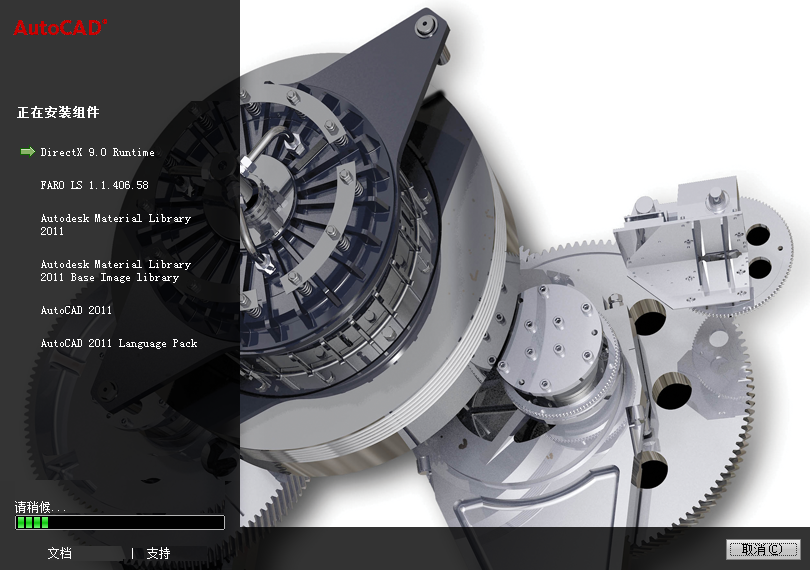 AutoCAD®
正在安装组件
DirectX 9.0 Runtime
FARO LS 1.1.406.58
Autodesk Material Library
2011
Autodesk Material Library
2011 Base Image library
AutoCAD 2011
AutoCAD 2011 Language Pack
请稍候...
文档 | 支持
取消(C)